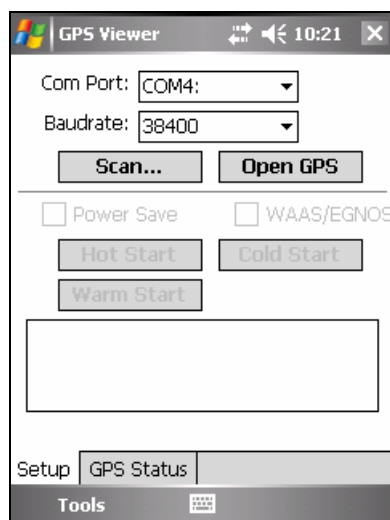 GPS Viewer 10:21
Com Port: COM4:
Baudrate: 38400
Scan... Open GPS
Power Save WAAS/EGNOS
Hot Start Cold Start
Warm Start
Setup GPS Status
Tools